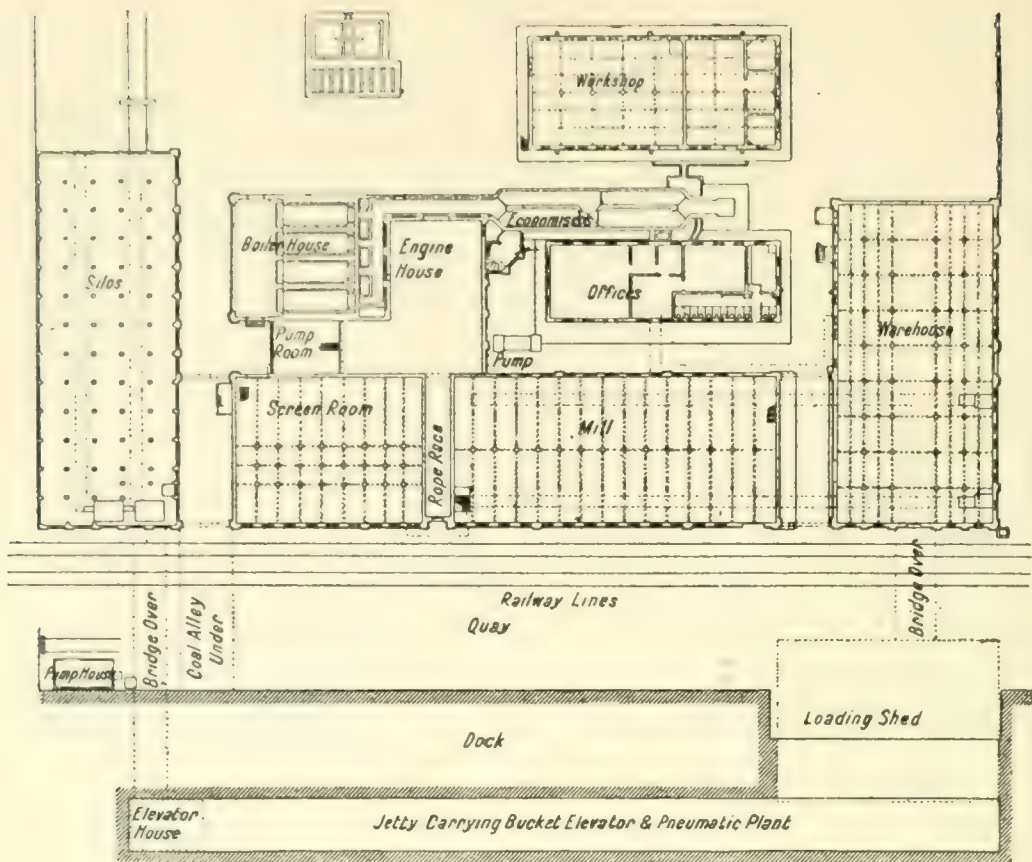 Workshop
Economisers
Boiler House
Engine
House
Silos
Offices
Warehouse
Pump
Room
Pump
Screen Room
Rope Race
Mill
Railway Lines
Quay
Bridge Over
Coal Alley
Under
Bridge Over
Pump House
Loading Shed
Dock
Elevator
House
Jetty Carrying Bucket Elevator & Pneumatic Plant